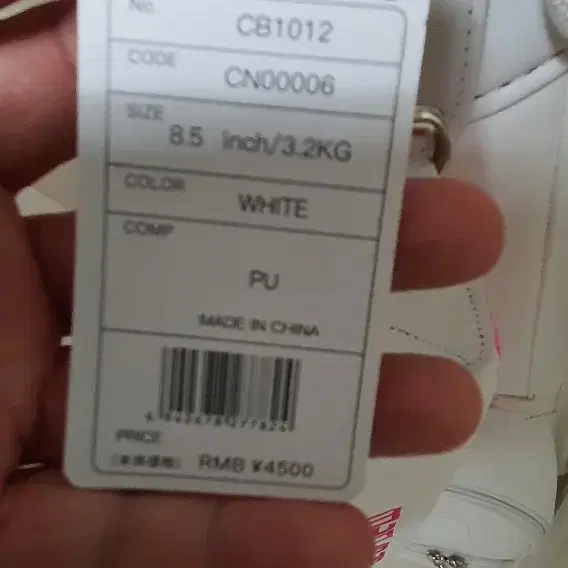 No.
CB1012
CODE
CN00006
SIZE
8.5 Inch/3.2KG
COLOR
WHITE
COMP
PU
MADE IN CHINA
PRICE
RMB ¥4500